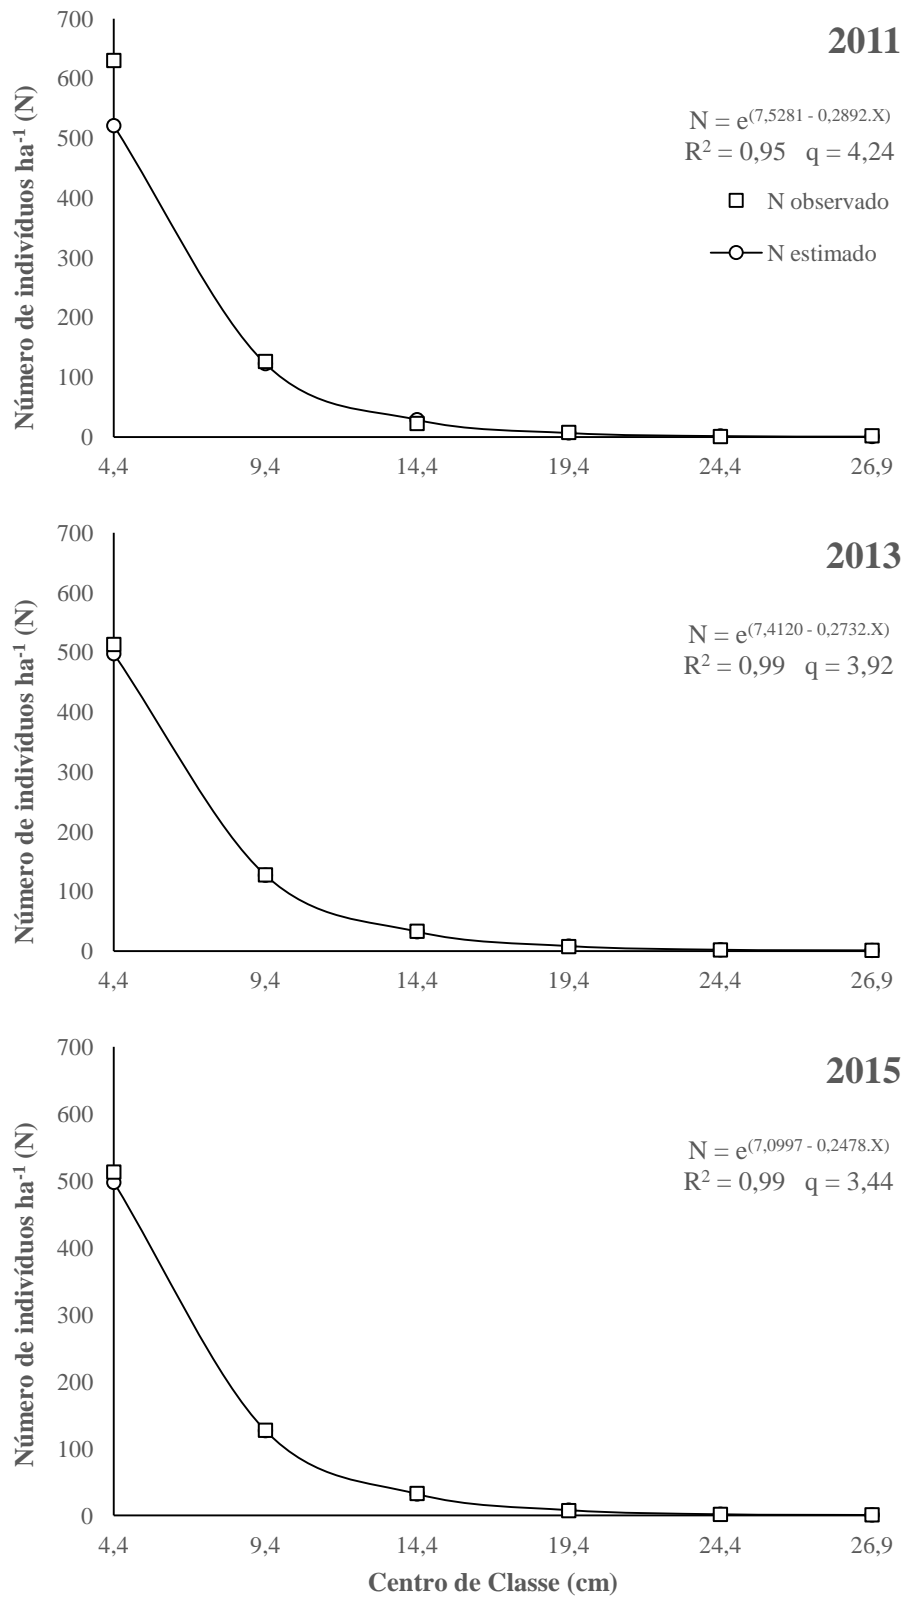 2011
N = e^(7,5281 - 0,2892.X)
R² = 0,95 q = 4,24
N observado
N estimado
Número de indivíduos ha⁻¹ (N)
700
600
500
400
300
200
100
0
4,4 9,4 14,4 19,4 24,4 26,9
2013
N = e^(7,4120 - 0,2732.X)
R² = 0,99 q = 3,92
Número de indivíduos ha⁻¹ (N)
700
600
500
400
300
200
100
0
4,4 9,4 14,4 19,4 24,4 26,9
2015
N = e^(7,0997 - 0,2478.X)
R² = 0,99 q = 3,44
Número de indivíduos ha⁻¹ (N)
700
600
500
400
300
200
100
0
4,4 9,4 14,4 19,4 24,4 26,9
Centro de Classe (cm)